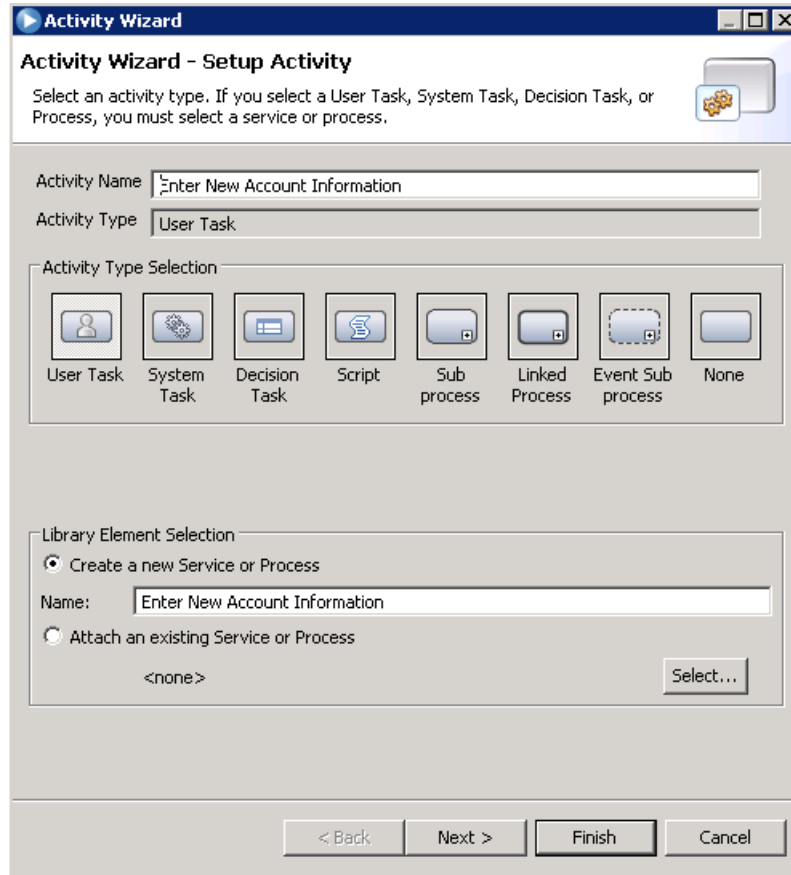 Activity Wizard
Activity Wizard - Setup Activity
Select an activity type. If you select a User Task, System Task, Decision Task, or
Process, you must select a service or process.
Activity Name Enter New Account Information
Activity Type User Task
Activity Type Selection
User Task System Decision Script Sub Linked Event Sub None
Task Task process Process process
Library Element Selection
Create a new Service or Process
Name: Enter New Account Information
Attach an existing Service or Process
<none> Select...
< Back Next > Finish Cancel